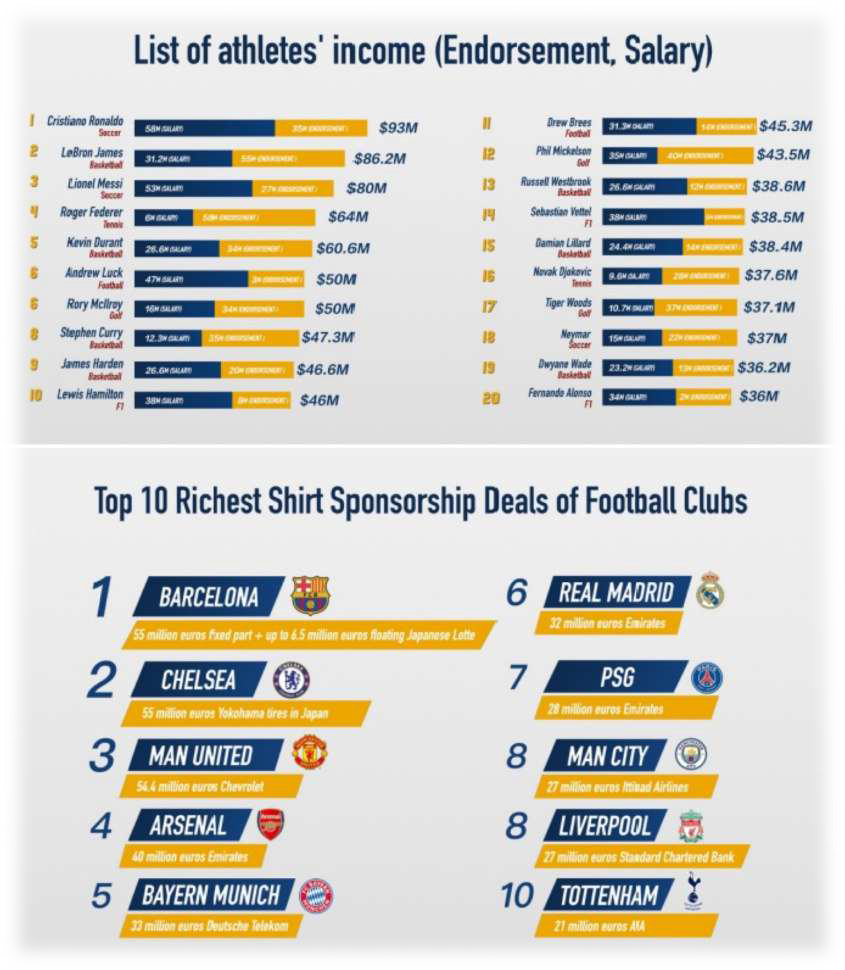 List of athletes' income (Endorsement, Salary)
1 Cristiano Ronaldo
Soccer
58M (SALARY) 35M (ENDORSEMENT) $93M
2 LeBron James
Basketball
31.2M (SALARY) 55M (ENDORSEMENT) $86.2M
3 Lionel Messi
Soccer
53M (SALARY) 27M (ENDORSEMENT) $80M
4 Roger Federer
Tennis
6M (SALARY) 58M (ENDORSEMENT) $64M
5 Kevin Durant
Basketball
26.6M (SALARY) 34M (ENDORSEMENT) $60.6M
6 Andrew Luck
Football
47M (SALARY) 3M (ENDORSEMENT) $50M
6 Rory McIlroy
Golf
16M (SALARY) 34M (ENDORSEMENT) $50M
8 Stephen Curry
Basketball
12.3M (SALARY) 35M (ENDORSEMENT) $47.3M
9 James Harden
Basketball
26.6M (SALARY) 20M (ENDORSEMENT) $46.6M
10 Lewis Hamilton
F1
38M (SALARY) 8M (ENDORSEMENT) $46M
11 Drew Brees
Football
31.3M (SALARY) 14M (ENDORSEMENT) $45.3M
12 Phil Mickelson
Golf
35M (SALARY) 40M (ENDORSEMENT) $43.5M
13 Russell Westbrook
Basketball
26.6M (SALARY) 12M (ENDORSEMENT) $38.6M
14 Sebastian Vettel
F1
38M (SALARY) (ENDORSEMENT) $38.5M
15 Damian Lillard
Basketball
24.4M (SALARY) 14M (ENDORSEMENT) $38.4M
16 Novak Djokovic
Tennis
9.6M (SALARY) 28M (ENDORSEMENT) $37.6M
17 Tiger Woods
Golf
10.7M (SALARY) 37M (ENDORSEMENT) $37.1M
18 Neymar
Soccer
15M (SALARY) 22M (ENDORSEMENT) $37M
19 Dwyane Wade
Basketball
23.2M (SALARY) 13M (ENDORSEMENT) $36.2M
20 Fernando Alonso
F1
34M (SALARY) 2M (ENDORSEMENT) $36M
Top 10 Richest Shirt Sponsorship Deals of Football Clubs
1 BARCELONA
55 million euros fixed part + up to 6.5 million euros floating Japanese Lotte
2 CHELSEA
55 million euros Yokohama tires in Japan
3 MAN UNITED
54.4 million euros Chevrolet
4 ARSENAL
40 million euros Emirates
5 BAYERN MUNICH
33 million euros Deutsche Telekom
6 REAL MADRID
32 million euros Emirates
7 PSG
28 million euros Emirates
8 MAN CITY
27 million euros Ittihad Airlines
8 LIVERPOOL
27 million euros Standard Chartered Bank
10 TOTTENHAM
21 million euros AIA